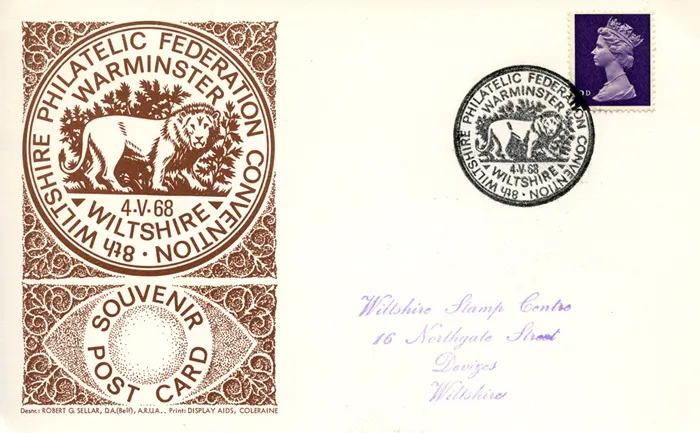 8th WILTSHIRE PHILATELIC FEDERATION CONVENTION ·
WARMINSTER
4·V·68
WILTSHIRE
SOUVENIR
POST CARD
Desnr.: ROBERT G. SELLAR, D.A.(Belf), A.R.U.A.. Print: DISPLAY AIDS, COLERAINE
8th WILTSHIRE PHILATELIC FEDERATION CONVENTION ·
WARMINSTER
4·V·68
WILTSHIRE
Wiltshire Stamp Centre
16 Northgate Street
Devizes
Wiltshire